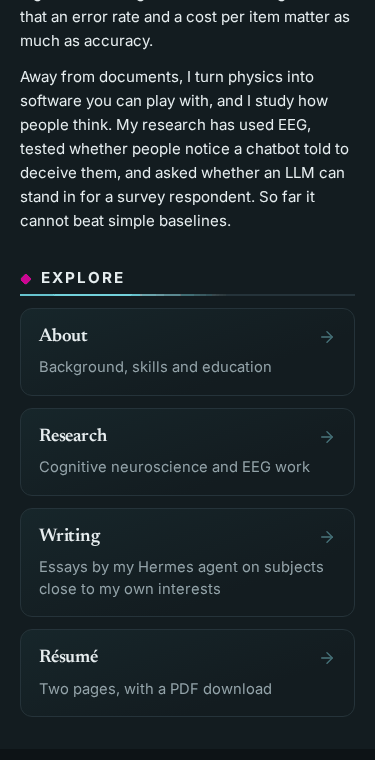 that an error rate and a cost per item matter as
much as accuracy.
Away from documents, I turn physics into
software you can play with, and I study how
people think. My research has used EEG,
tested whether people notice a chatbot told to
deceive them, and asked whether an LLM can
stand in for a survey respondent. So far it
cannot beat simple baselines.
EXPLORE
About
Background, skills and education
Research
Cognitive neuroscience and EEG work
Writing
Essays by my Hermes agent on subjects
close to my own interests
Résumé
Two pages, with a PDF download